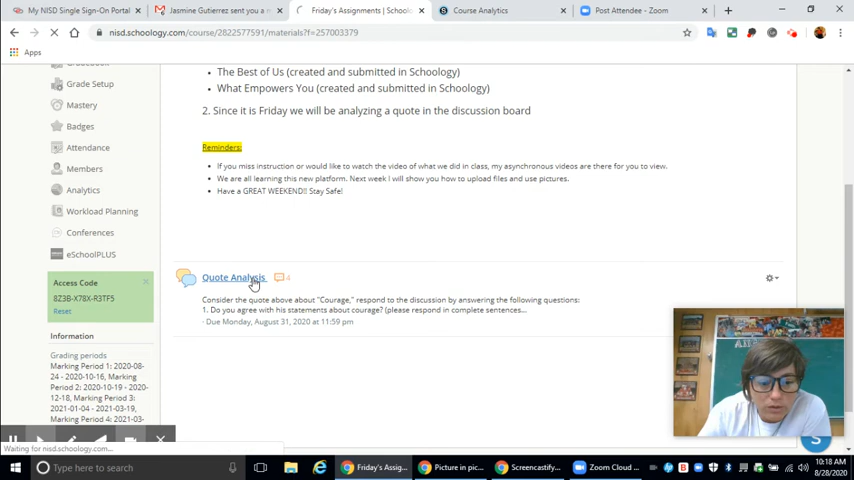 My NISD Single Sign-On Portal
Jasmine Gutierrez sent you a m
Friday's Assignments | Schoolo
Course Analytics
Post Attendee - Zoom
nisd.schoology.com/course/2822577591/materials?f=257003379
Apps
Grade Setup
Mastery
Badges
Attendance
Members
Analytics
Workload Planning
Conferences
eSchoolPLUS
Access Code
8Z3B-X78X-R3TF5
Reset
Information
Grading periods
Marking Period 1: 2020-08-
24 - 2020-10-16, Marking
Period 2: 2020-10-19 - 2020-
12-18, Marking Period 3:
2021-01-04 - 2021-03-
19, Marking Period 4: 2021-03-
The Best of Us (created and submitted in Schoology)
What Empowers You (created and submitted in Schoology)
2. Since it is Friday we will be analyzing a quote in the discussion board
Reminders:
If you miss instruction or would like to watch the video of what we did in class, my asynchronous videos are there for you to view.
We are all learning this new platform. Next week I will show you how to upload files and use pictures.
Have a GREAT WEEKEND!! Stay Safe!
Quote Analysis
4
Consider the quote above about "Courage," respond to the discussion by answering the following questions:
1. Do you agree with his statements about courage? (please respond in complete sentences...
· Due Monday, August 31, 2020 at 11:59 pm
Waiting for nisd.schoology.com...
Type here to search
Friday's Assig...
Picture in pic...
Screencastify...
Zoom Cloud ...
10:18 AM
8/28/2020